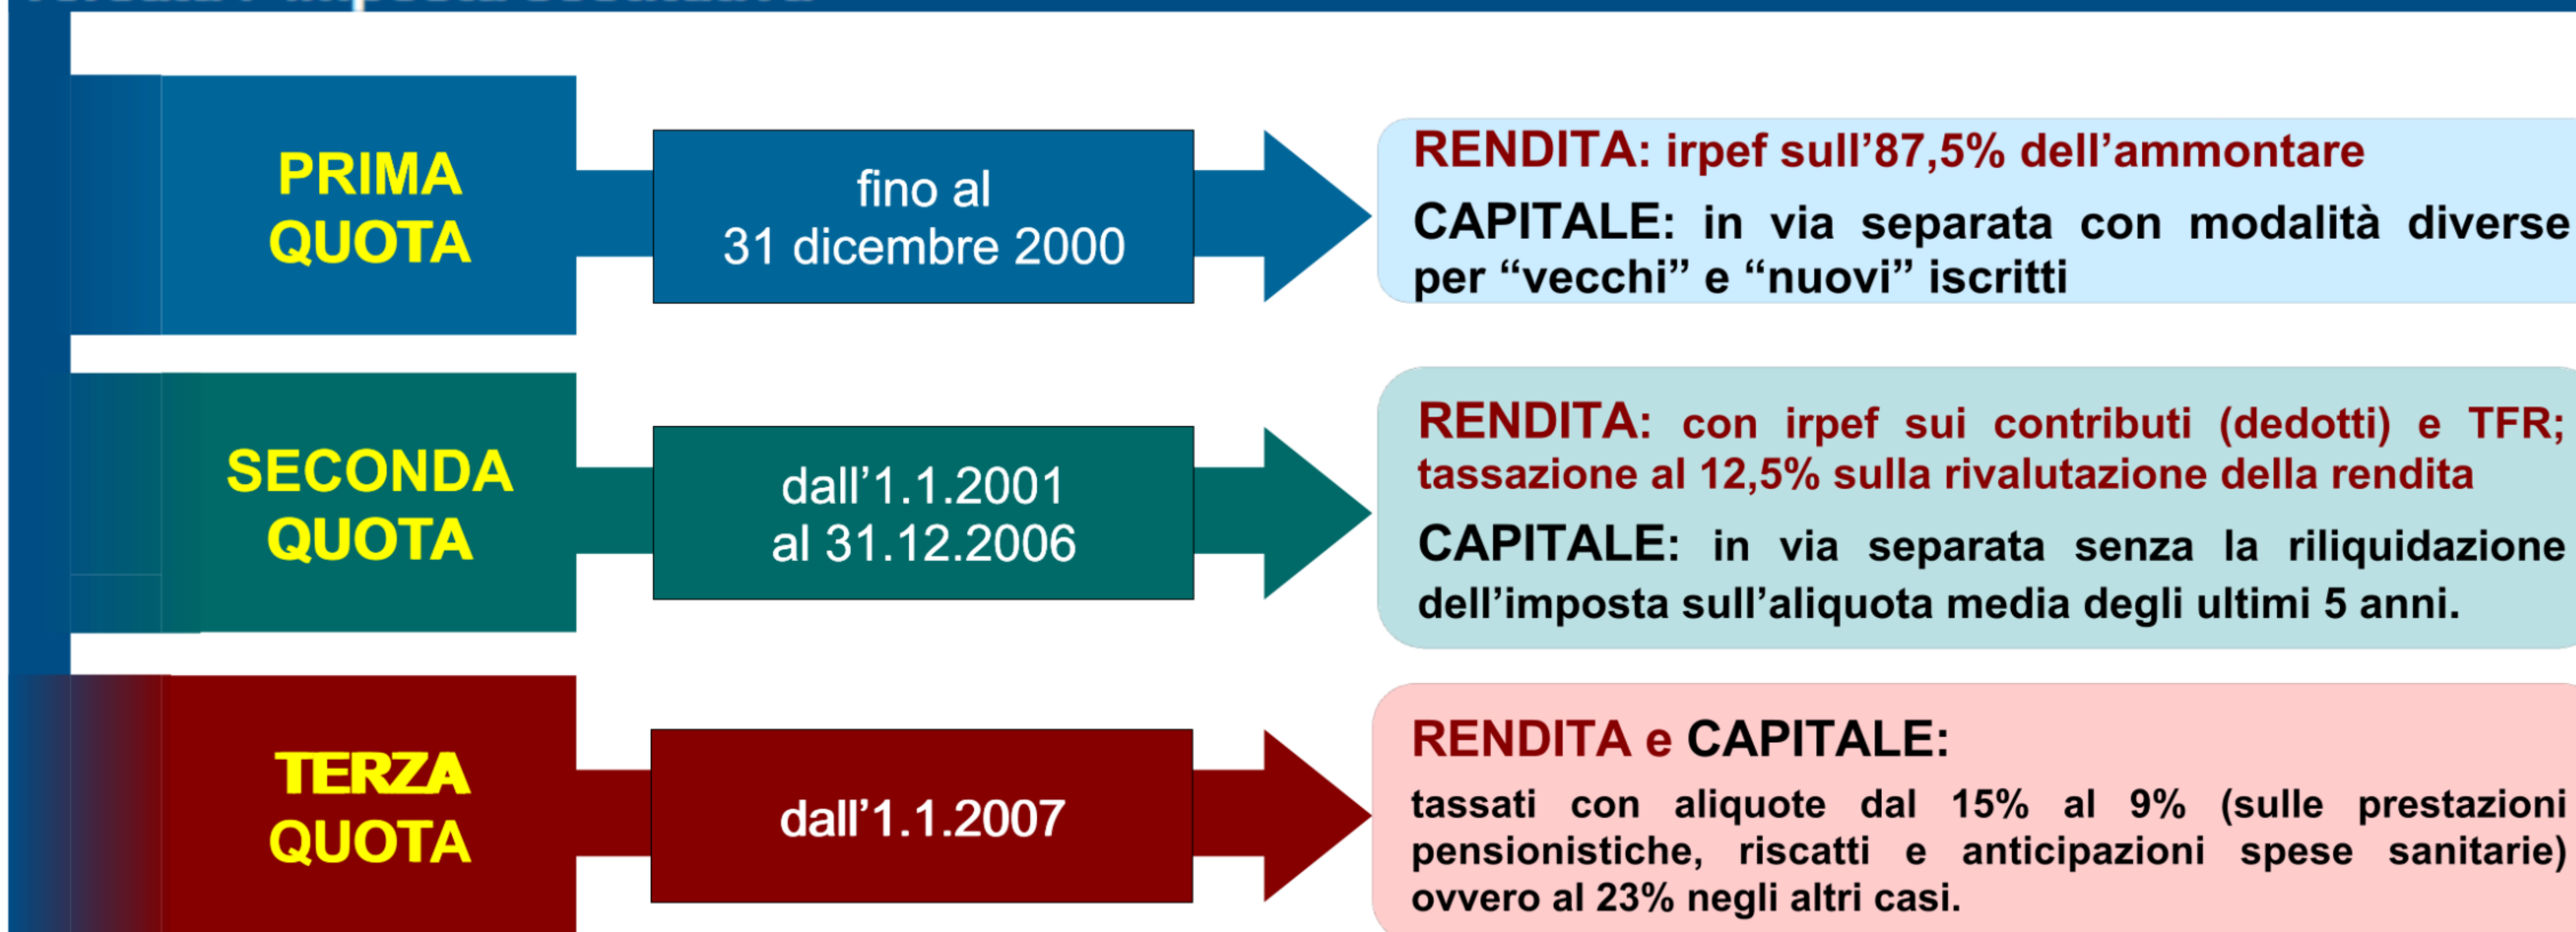 PRIMA
QUOTA
fino al
31 dicembre 2000
RENDITA: irpef sull’87,5% dell’ammontare
CAPITALE: in via separata con modalità diverse
per “vecchi” e “nuovi” iscritti
SECONDA
QUOTA
dall’1.1.2001
al 31.12.2006
RENDITA: con irpef sui contributi (dedotti) e TFR;
tassazione al 12,5% sulla rivalutazione della rendita
CAPITALE: in via separata senza la riliquidazione
dell’imposta sull’aliquota media degli ultimi 5 anni.
TERZA
QUOTA
dall’1.1.2007
RENDITA e CAPITALE:
tassati con aliquote dal 15% al 9% (sulle prestazioni
pensionistiche, riscatti e anticipazioni spese sanitarie)
ovvero al 23% negli altri casi.